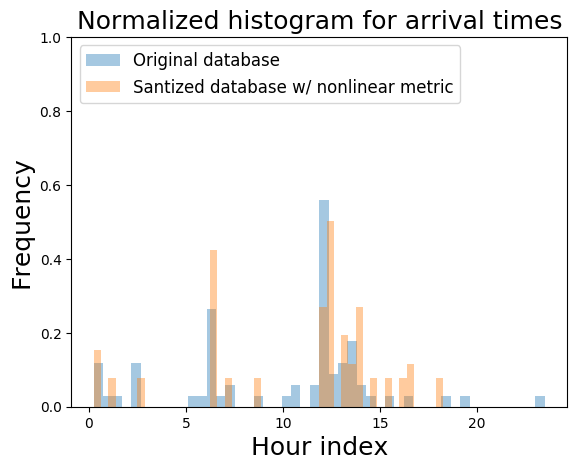 Normalized histogram for arrival times
Original database
Santized database w/ nonlinear metric
Frequency
1.0
0.8
0.6
0.4
0.2
0.0
0 5 10 15 20
Hour index